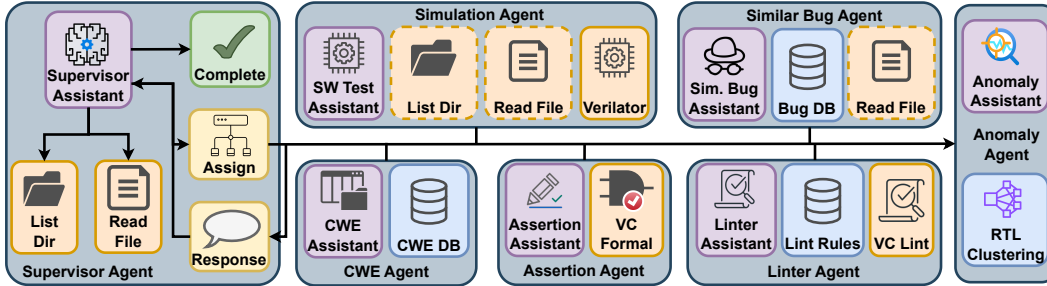 Supervisor
Assistant
Complete
Assign
List
Dir
Read
File
Response
Supervisor Agent
Simulation Agent
SW Test
Assistant
List Dir
Read File
Verilator
Similar Bug Agent
Sim. Bug
Assistant
Bug DB
Read File
Anomaly
Assistant
Anomaly
Agent
RTL
Clustering
CWE
Assistant
CWE DB
CWE Agent
Assertion
Assistant
VC
Formal
Assertion Agent
Linter
Assistant
Lint Rules
VC Lint
Linter Agent